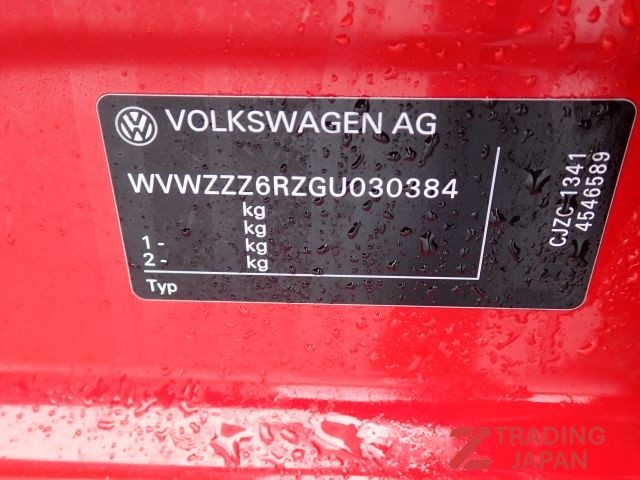 VOLKSWAGEN AG
WVWZZZ6RZGU030384
kg
kg
1 - kg
2 - kg
Typ
CJZC 1341
4546589
TRADING
JAPAN